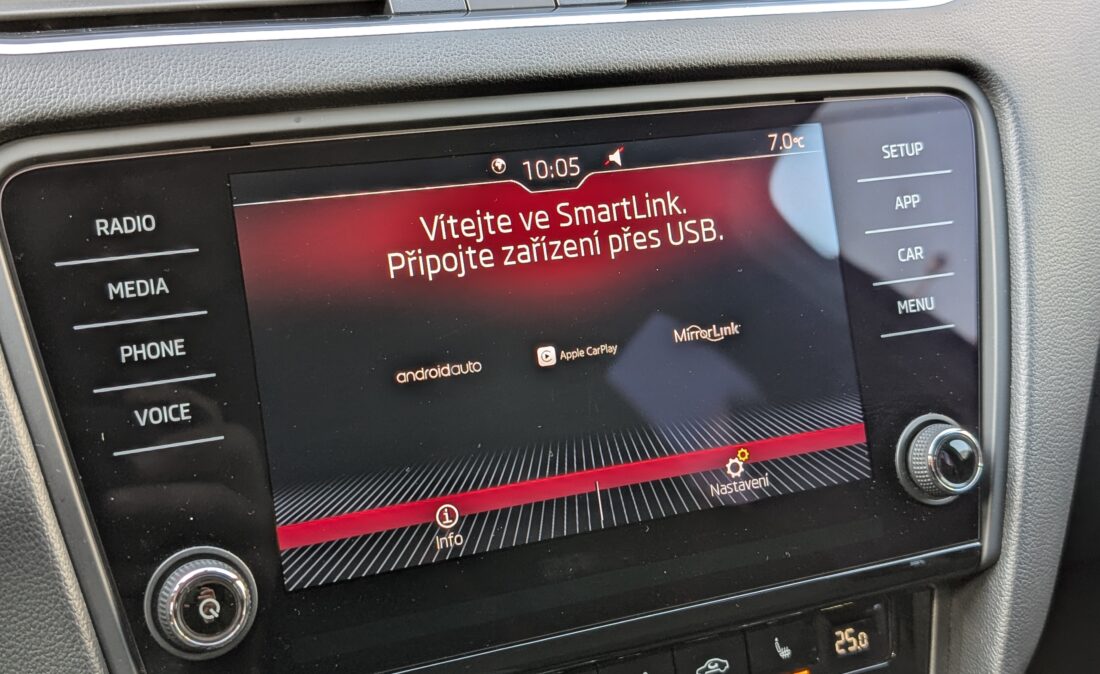 10:05
7.0°C
Vítejte ve SmartLink.
Připojte zařízení přes USB.
androidauto
Apple CarPlay
MirrorLink™
Info
Nastavení
RADIO
MEDIA
PHONE
VOICE
SETUP
APP
CAR
MENU
25.0